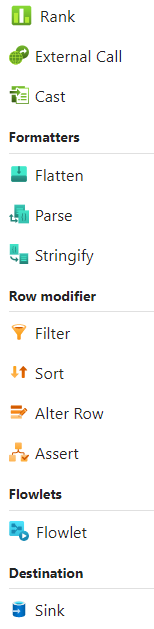 Rank
External Call
Cast
Formatters
Flatten
Parse
Stringify
Row modifier
Filter
Sort
Alter Row
Assert
Flowlets
Flowlet
Destination
Sink